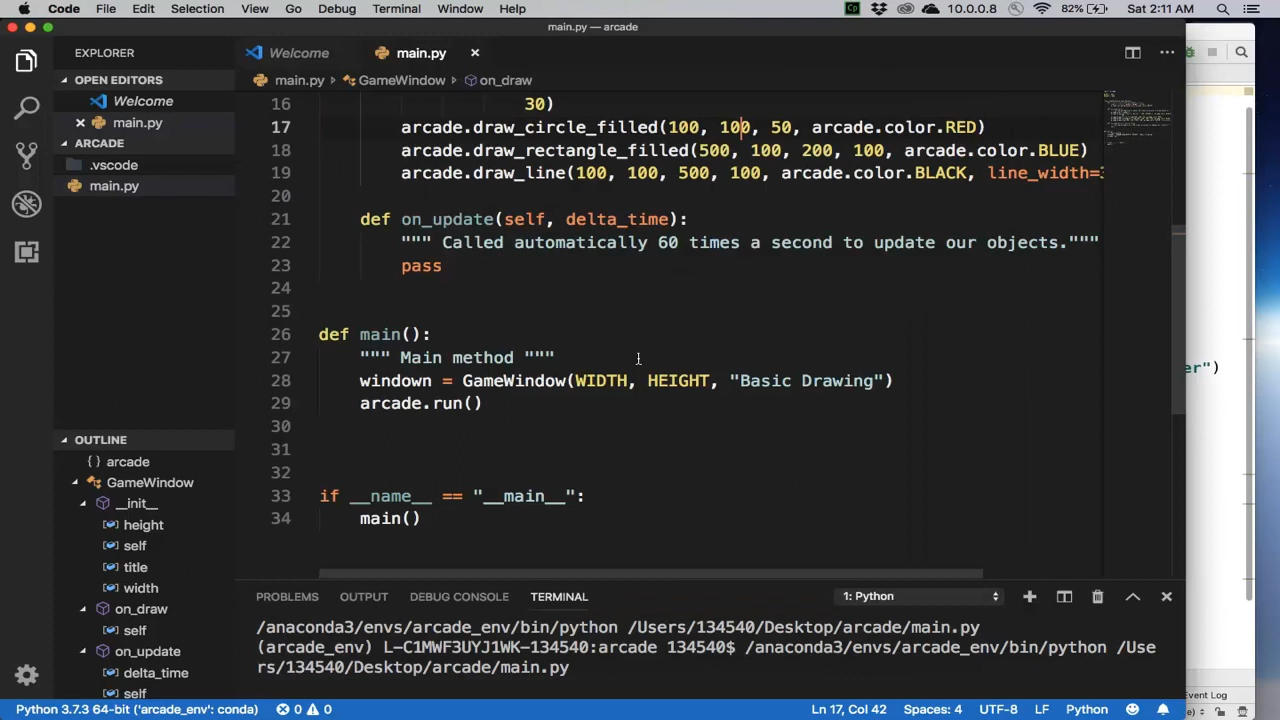 Code File Edit Selection View Go Debug Terminal Window Help 10.0.0.8 82% Sat 2:11 AM
main.py — arcade
EXPLORER
Welcome
main.py
main.py GameWindow on_draw
OPEN EDITORS
Welcome
main.py
ARCADE
.vscode
main.py
16 30)
17 arcade.draw_circle_filled(100, 100, 50, arcade.color.RED)
18 arcade.draw_rectangle_filled(500, 100, 200, 100, arcade.color.BLUE)
19 arcade.draw_line(100, 100, 500, 100, arcade.color.BLACK, line_width=
20
21 def on_update(self, delta_time):
22 """ Called automatically 60 times a second to update our objects."""
23 pass
24
25
26 def main():
27 """ Main method """
28 windown = GameWindow(WIDTH, HEIGHT, "Basic Drawing")
29 arcade.run()
30
31
32
33 if __name__ == "__main__":
34 main()
er")
OUTLINE
{} arcade
GameWindow
__init__
height
self
title
width
on_draw
self
on_update
delta_time
self
PROBLEMS OUTPUT DEBUG CONSOLE TERMINAL 1: Python
/anaconda3/envs/arcade_env/bin/python /Users/134540/Desktop/arcade/main.py
(arcade_env) L-C1MWF3UYJ1WK-134540:arcade 134540$ /anaconda3/envs/arcade_env/bin/python /Use
rs/134540/Desktop/arcade/main.py
Event Log
Python 3.7.3 64-bit ('arcade_env': conda) 0 0 Ln 17, Col 42 Spaces: 4 UTF-8 LF Python